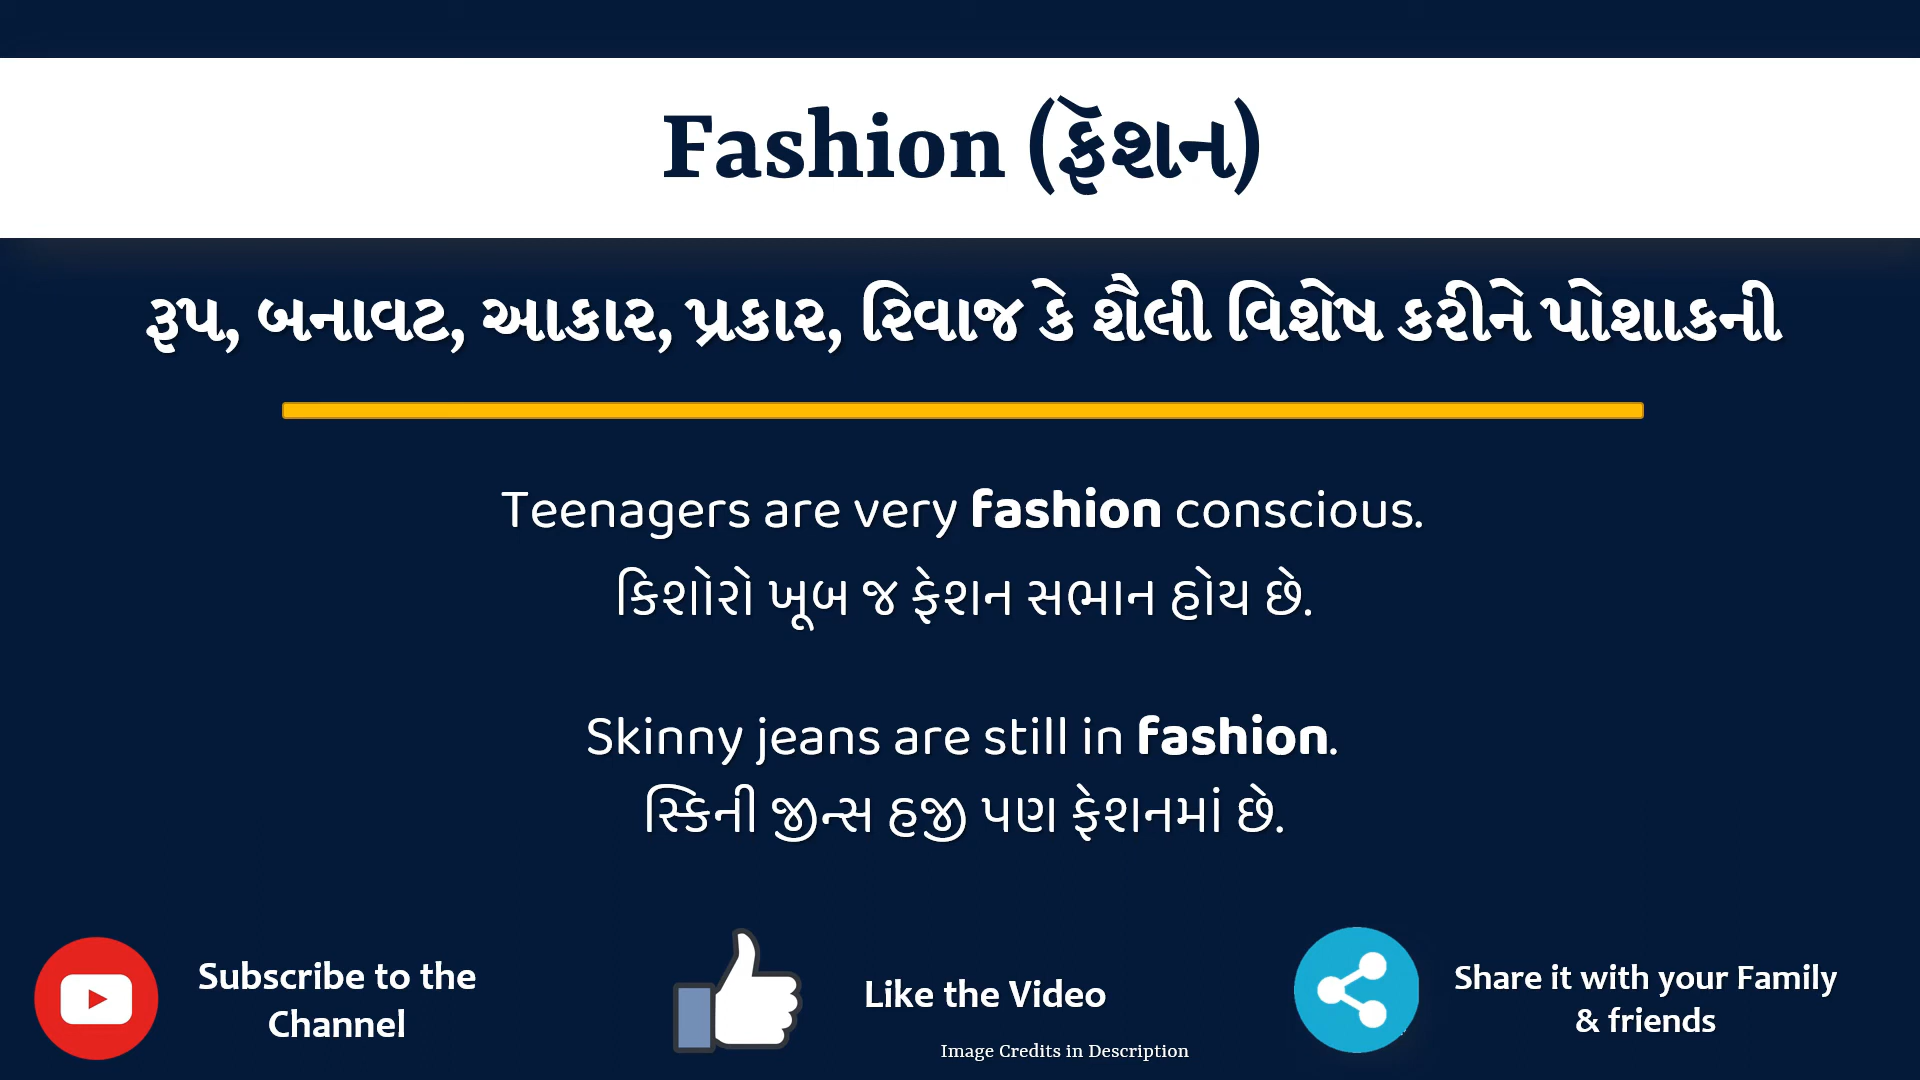 Fashion (ફૅશન)
રૂપ, બનાવટ, આકાર, પ્રકાર, રિવાજ કે શૈલી વિશેષ કરીને પોશાકની
Teenagers are very fashion conscious.
કિશોરો ખૂબ જ ફેશન સભાન હોય છે.
Skinny jeans are still in fashion.
સ્કિની જીન્સ હજી પણ ફેશનમાં છે.
Subscribe to the
Channel
Like the Video
Share it with your Family
& friends
Image Credits in Description